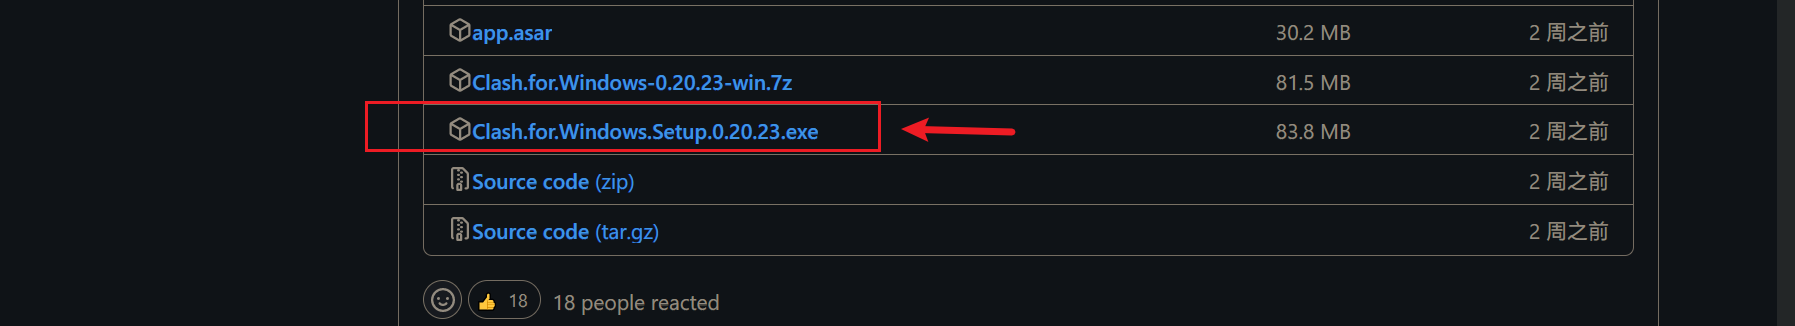 app.asar 30.2 MB 2 周之前
Clash.for.Windows-0.20.23-win.7z 81.5 MB 2 周之前
Clash.for.Windows.Setup.0.20.23.exe 83.8 MB 2 周之前
Source code (zip) 2 周之前
Source code (tar.gz) 2 周之前
18 18 people reacted